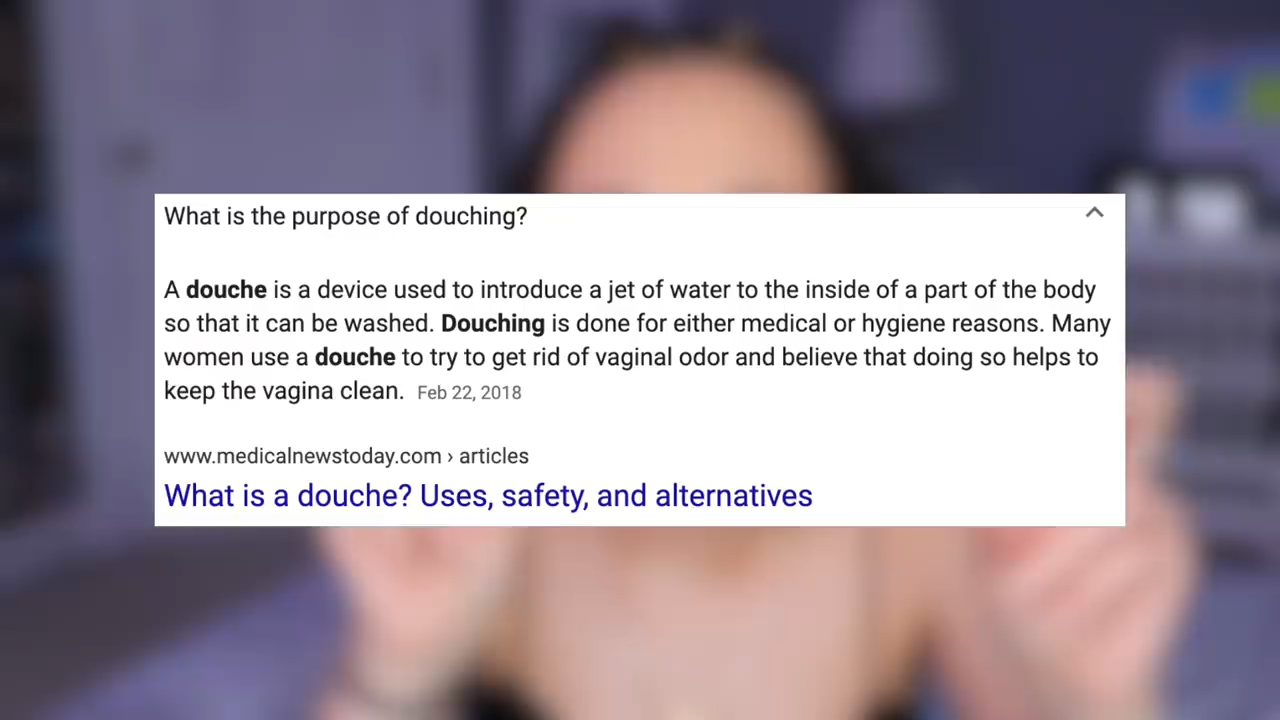 What is the purpose of douching?
A douche is a device used to introduce a jet of water to the inside of a part of the body
so that it can be washed. Douching is done for either medical or hygiene reasons. Many
women use a douche to try to get rid of vaginal odor and believe that doing so helps to
keep the vagina clean. Feb 22, 2018
www.medicalnewstoday.com › articles
What is a douche? Uses, safety, and alternatives